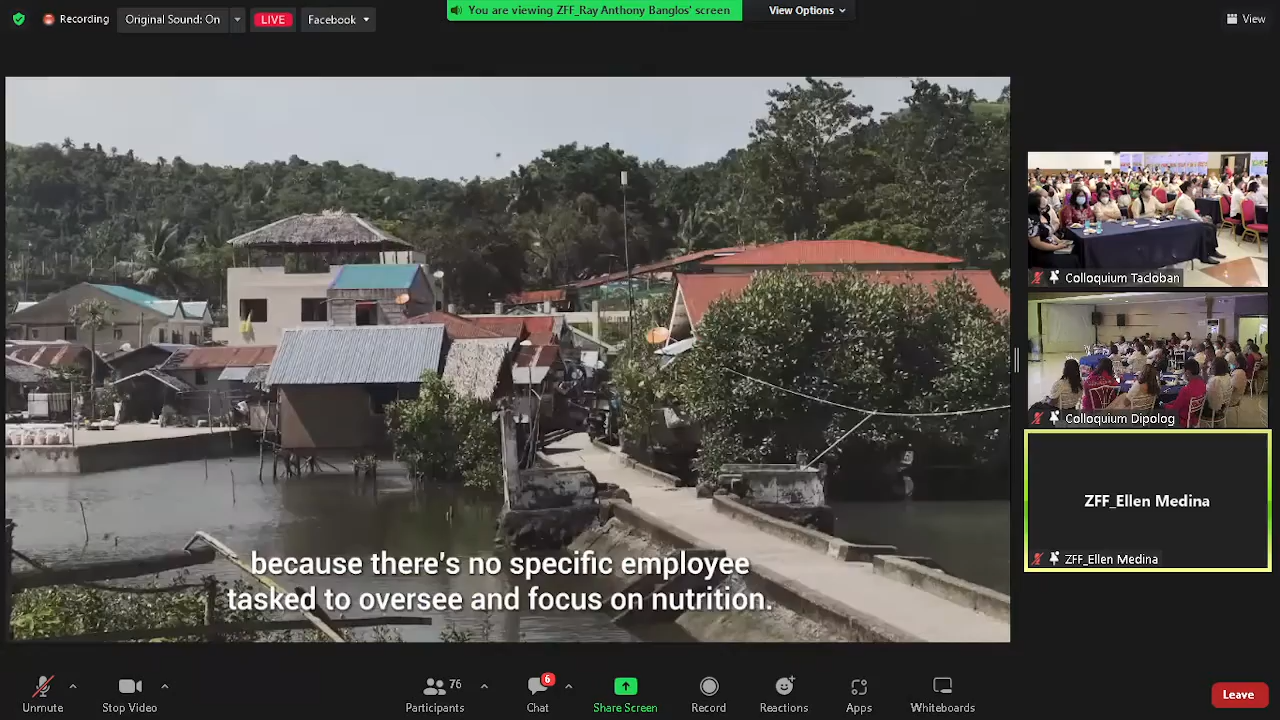 Recording
Original Sound: On
LIVE
Facebook
You are viewing ZFF_Ray Anthony Banglos' screen
View Options
View
because there's no specific employee
tasked to oversee and focus on nutrition.
Colloquium Tacloban
Colloquium Dipolog
ZFF_Ellen Medina
ZFF_Ellen Medina
Unmute
Stop Video
76
Participants
6
Chat
Share Screen
Record
Reactions
Apps
Whiteboards
Leave